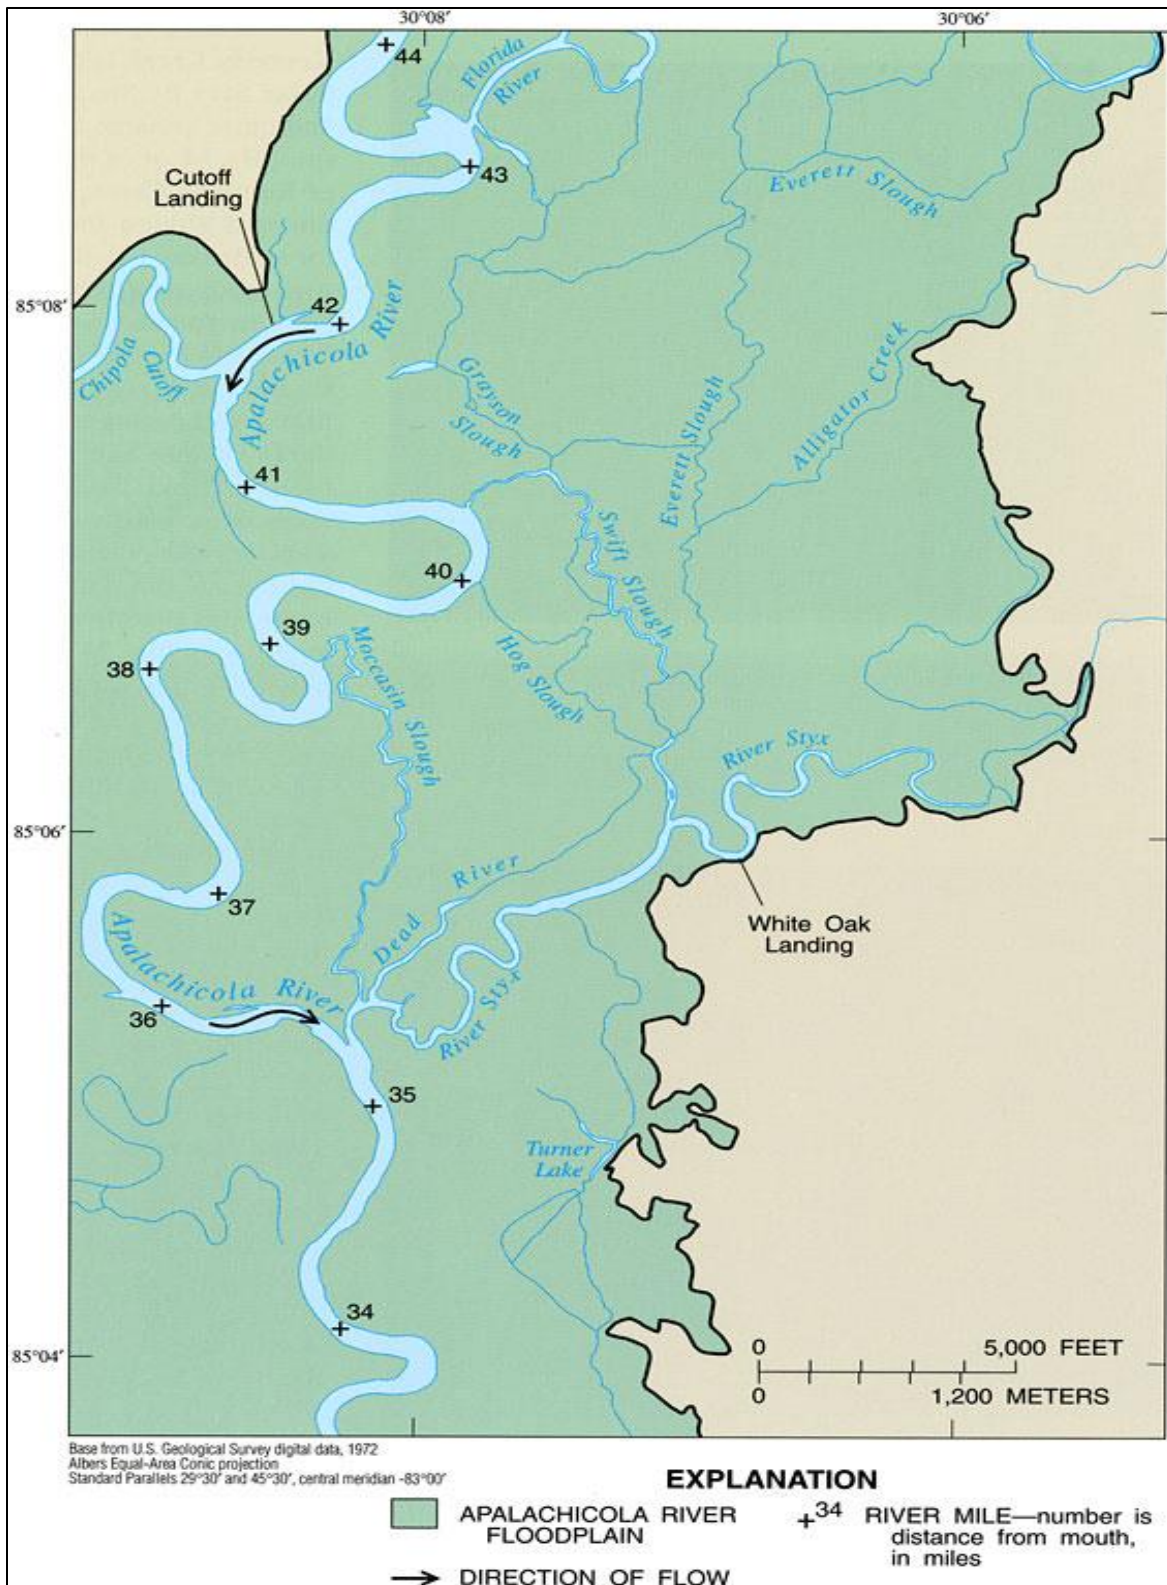 30°08′
30°06′
44
Florida
River
43
Cutoff
Landing
Everett Slough
85°08′
42
Apalachicola River
Chipola
Cutoff
Grayson
Slough
Everett Slough
Alligator Creek
41
Swift Slough
40
39
Moccasin Slough
Hog Slough
38
River Styx
85°06′
Dead River
37
White Oak
Landing
Apalachicola River
River Styx
36
35
Turner
Lake
34
85°04′
0 5,000 FEET
0 1,200 METERS
Base from U.S. Geological Survey digital data, 1972
Albers Equal-Area Conic projection
Standard Parallels 29°30′ and 45°30′, central meridian -83°00′
EXPLANATION
APALACHICOLA RIVER
FLOODPLAIN
DIRECTION OF FLOW
34 RIVER MILE—number is
distance from mouth,
in miles